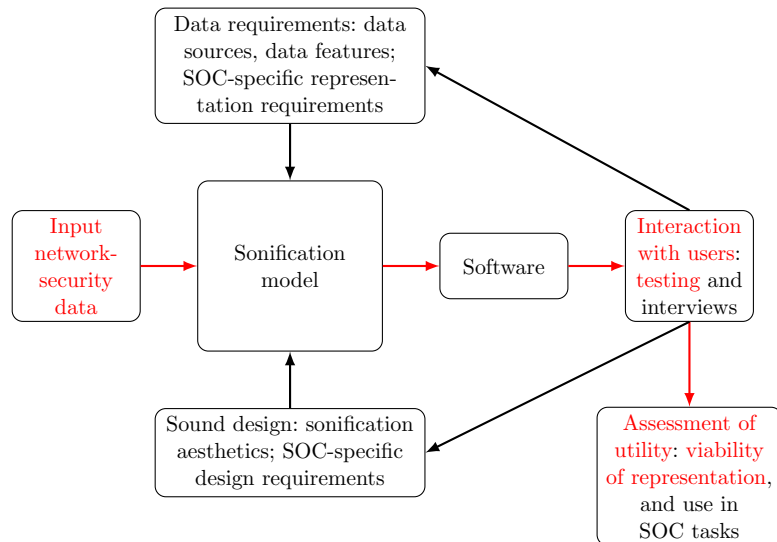 Data requirements: data
sources, data features;
SOC-specific represen-
tation requirements
Input
network-
security
data
Sonification
model
Software
Interaction
with users:
testing and
interviews
Sound design: sonification
aesthetics; SOC-specific
design requirements
Assessment of
utility: viability
of representation,
and use in
SOC tasks